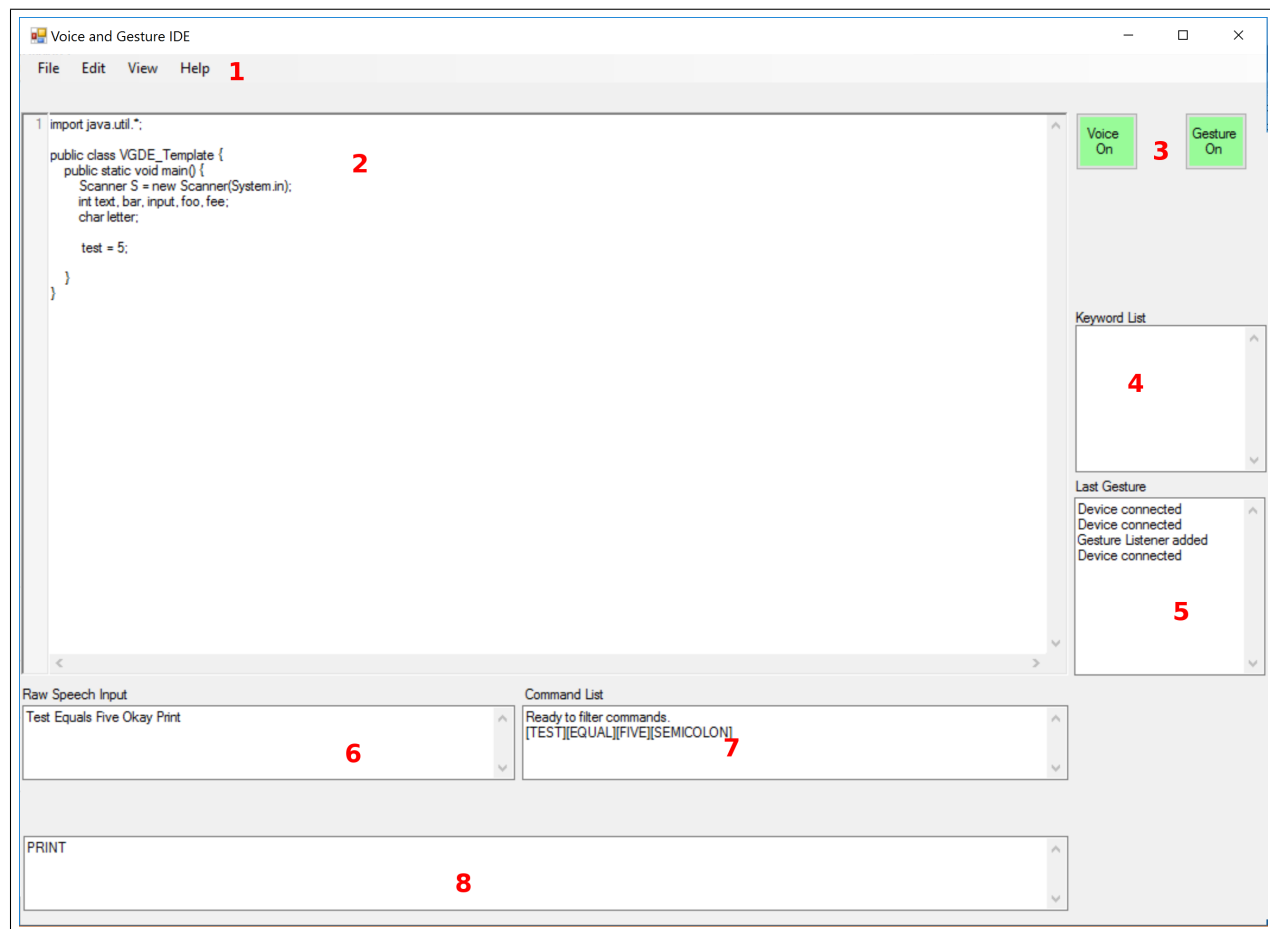 Voice and Gesture IDE
File Edit View Help 1
1 import java.util.*;
public class VGDE_Template {
public static void main() {
Scanner S = new Scanner(System.in);
int text, bar, input, foo, fee;
char letter;
test = 5;
}
}
2
Voice
On
3
Gesture
On
Keyword List
4
Last Gesture
Device connected
Device connected
Gesture Listener added
Device connected
5
Raw Speech Input
Test Equals Five Okay Print
6
Command List
Ready to filter commands.
[TEST][EQUAL][FIVE][SEMICOLON]
7
PRINT
8